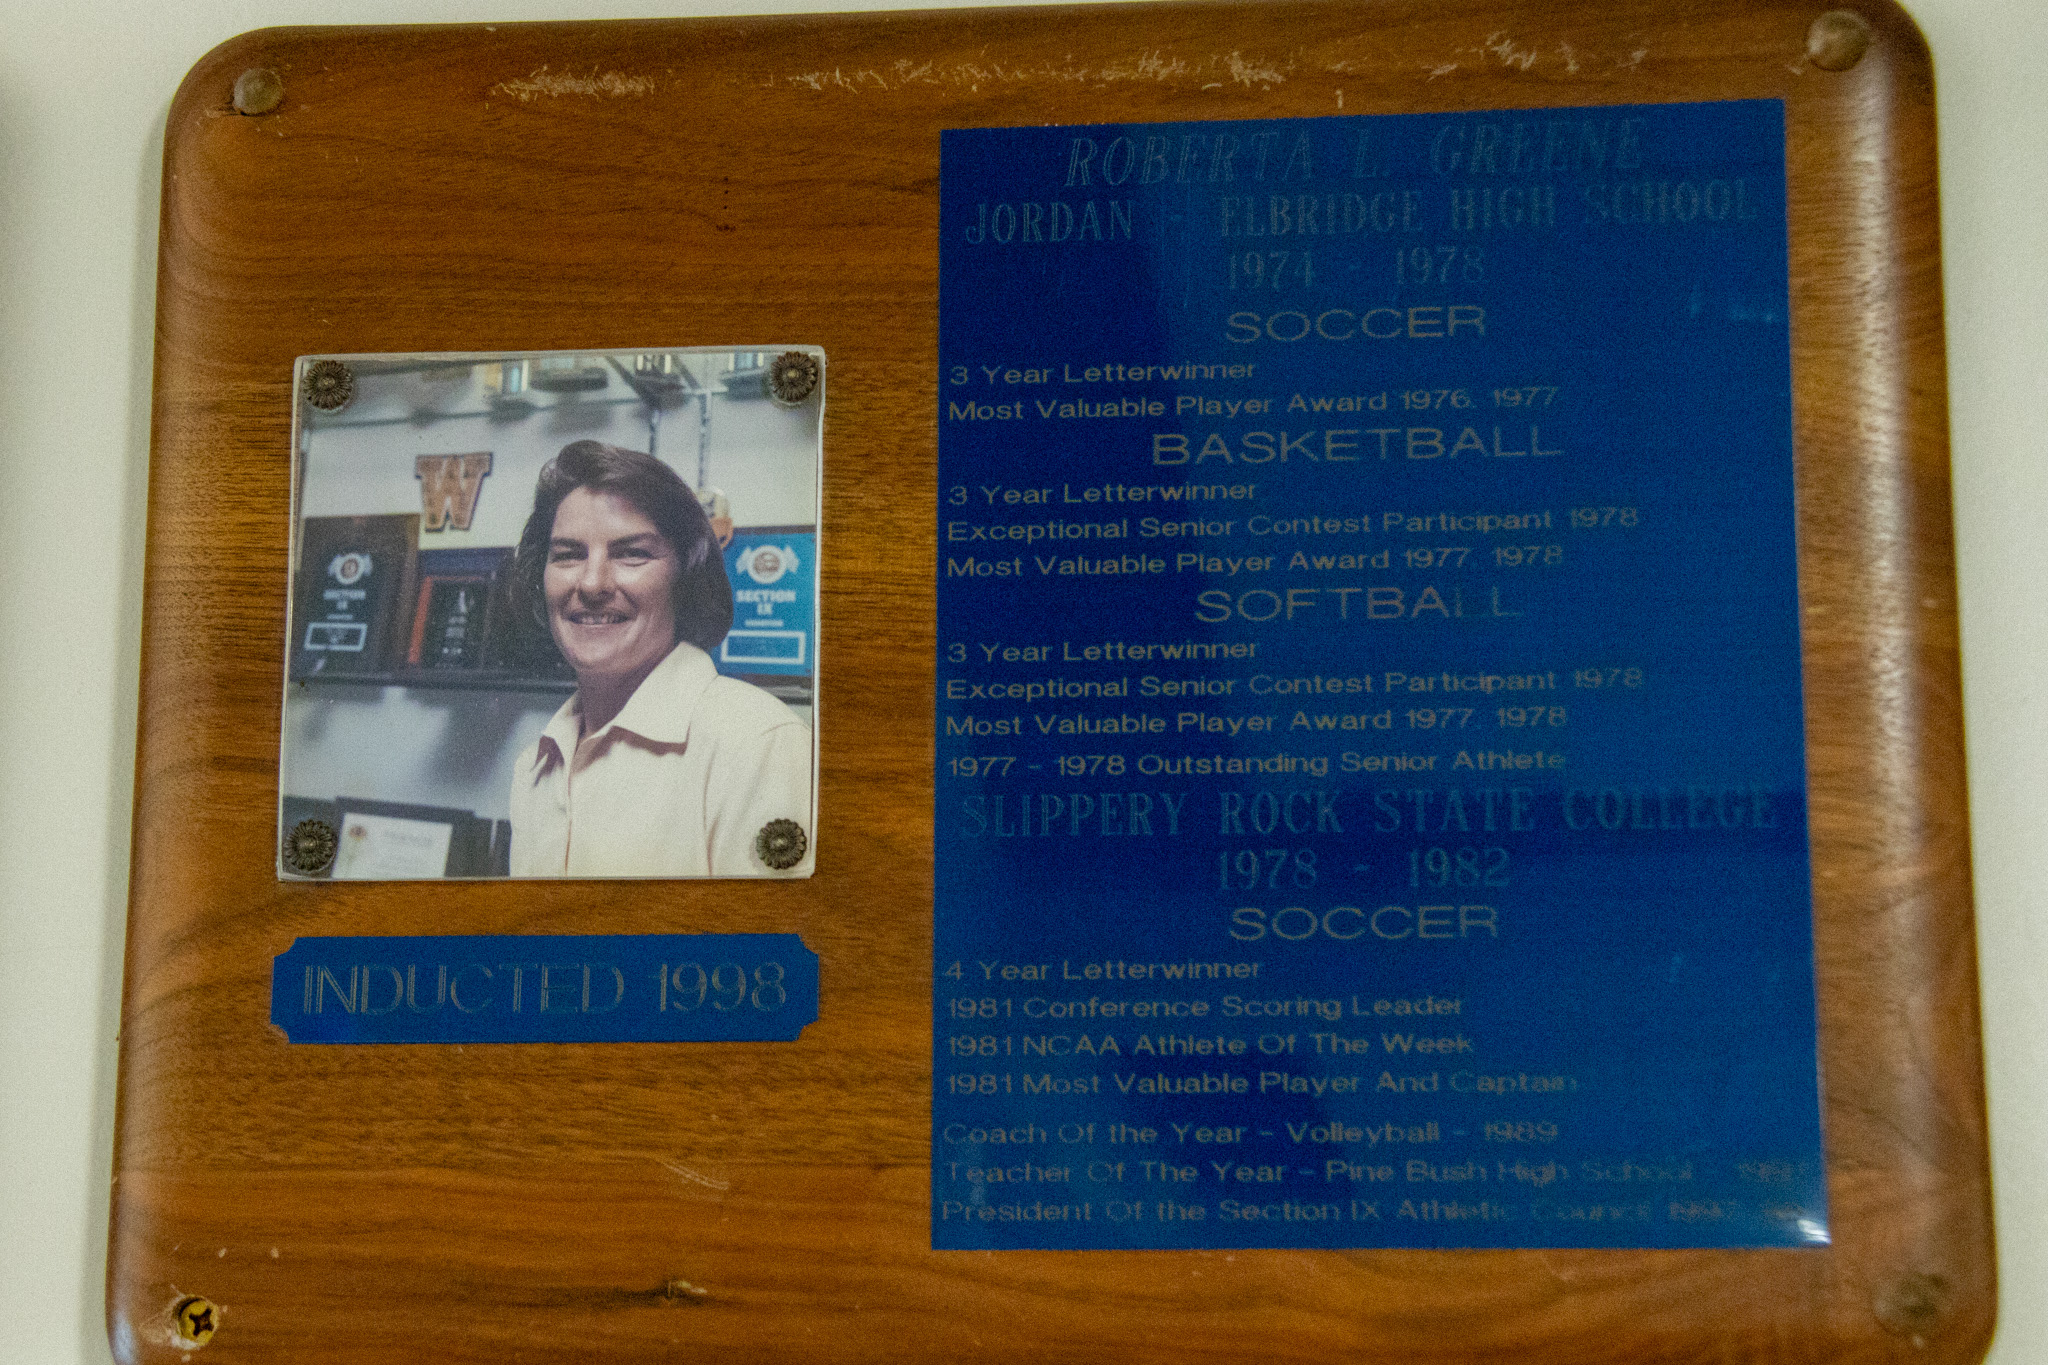 ROBERTA L. GREENE
JORDAN - ELBRIDGE HIGH SCHOOL
1974 - 1978
SOCCER
3 Year Letterwinner
Most Valuable Player Award 1976, 1977
BASKETBALL
3 Year Letterwinner
Exceptional Senior Contest Participant 1978
Most Valuable Player Award 1977, 1978
SOFTBALL
3 Year Letterwinner
Exceptional Senior Contest Participant 1978
Most Valuable Player Award 1977, 1978
1977 - 1978 Outstanding Senior Athlete
SLIPPERY ROCK STATE COLLEGE
1978 - 1982
SOCCER
4 Year Letterwinner
1981 Conference Scoring Leader
1981 NCAA Athlete Of The Week
1981 Most Valuable Player And Captain
Coach Of the Year - Volleyball - 1989
Teacher Of The Year - Pine Bush High School
President Of the Section IX Athletic Council
W
SECTION
IX
SECTION
IX
INDUCTED 1998